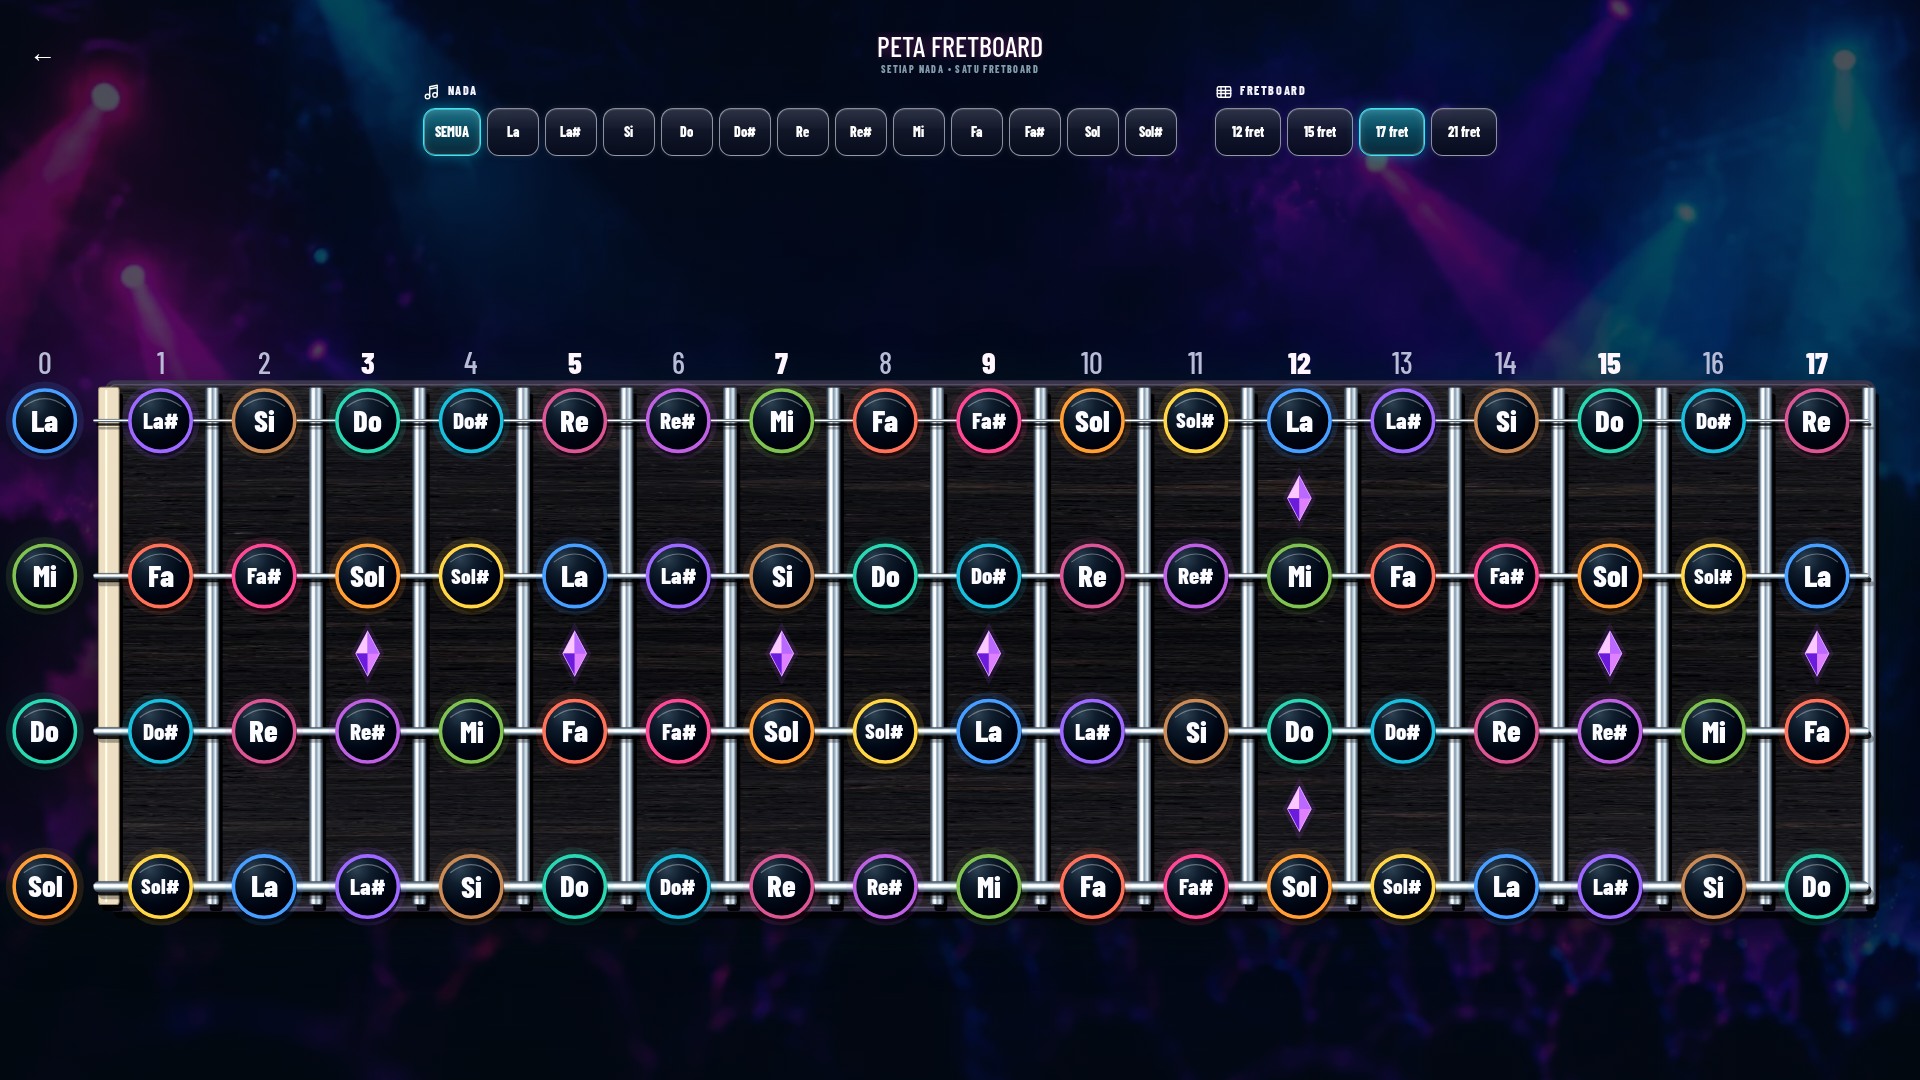 ←
PETA FRETBOARD
SETIAP NADA • SATU FRETBOARD
NADA
FRETBOARD
SEMUA La La# Si Do Do# Re Re# Mi Fa Fa# Sol Sol#
12 fret 15 fret 17 fret 21 fret
0 1 2 3 4 5 6 7 8 9 10 11 12 13 14 15 16 17
La La# Si Do Do# Re Re# Mi Fa Fa# Sol Sol# La La# Si Do Do# Re
Mi Fa Fa# Sol Sol# La La# Si Do Do# Re Re# Mi Fa Fa# Sol Sol# La
Do Do# Re Re# Mi Fa Fa# Sol Sol# La La# Si Do Do# Re Re# Mi Fa
Sol Sol# La La# Si Do Do# Re Re# Mi Fa Fa# Sol Sol# La La# Si Do